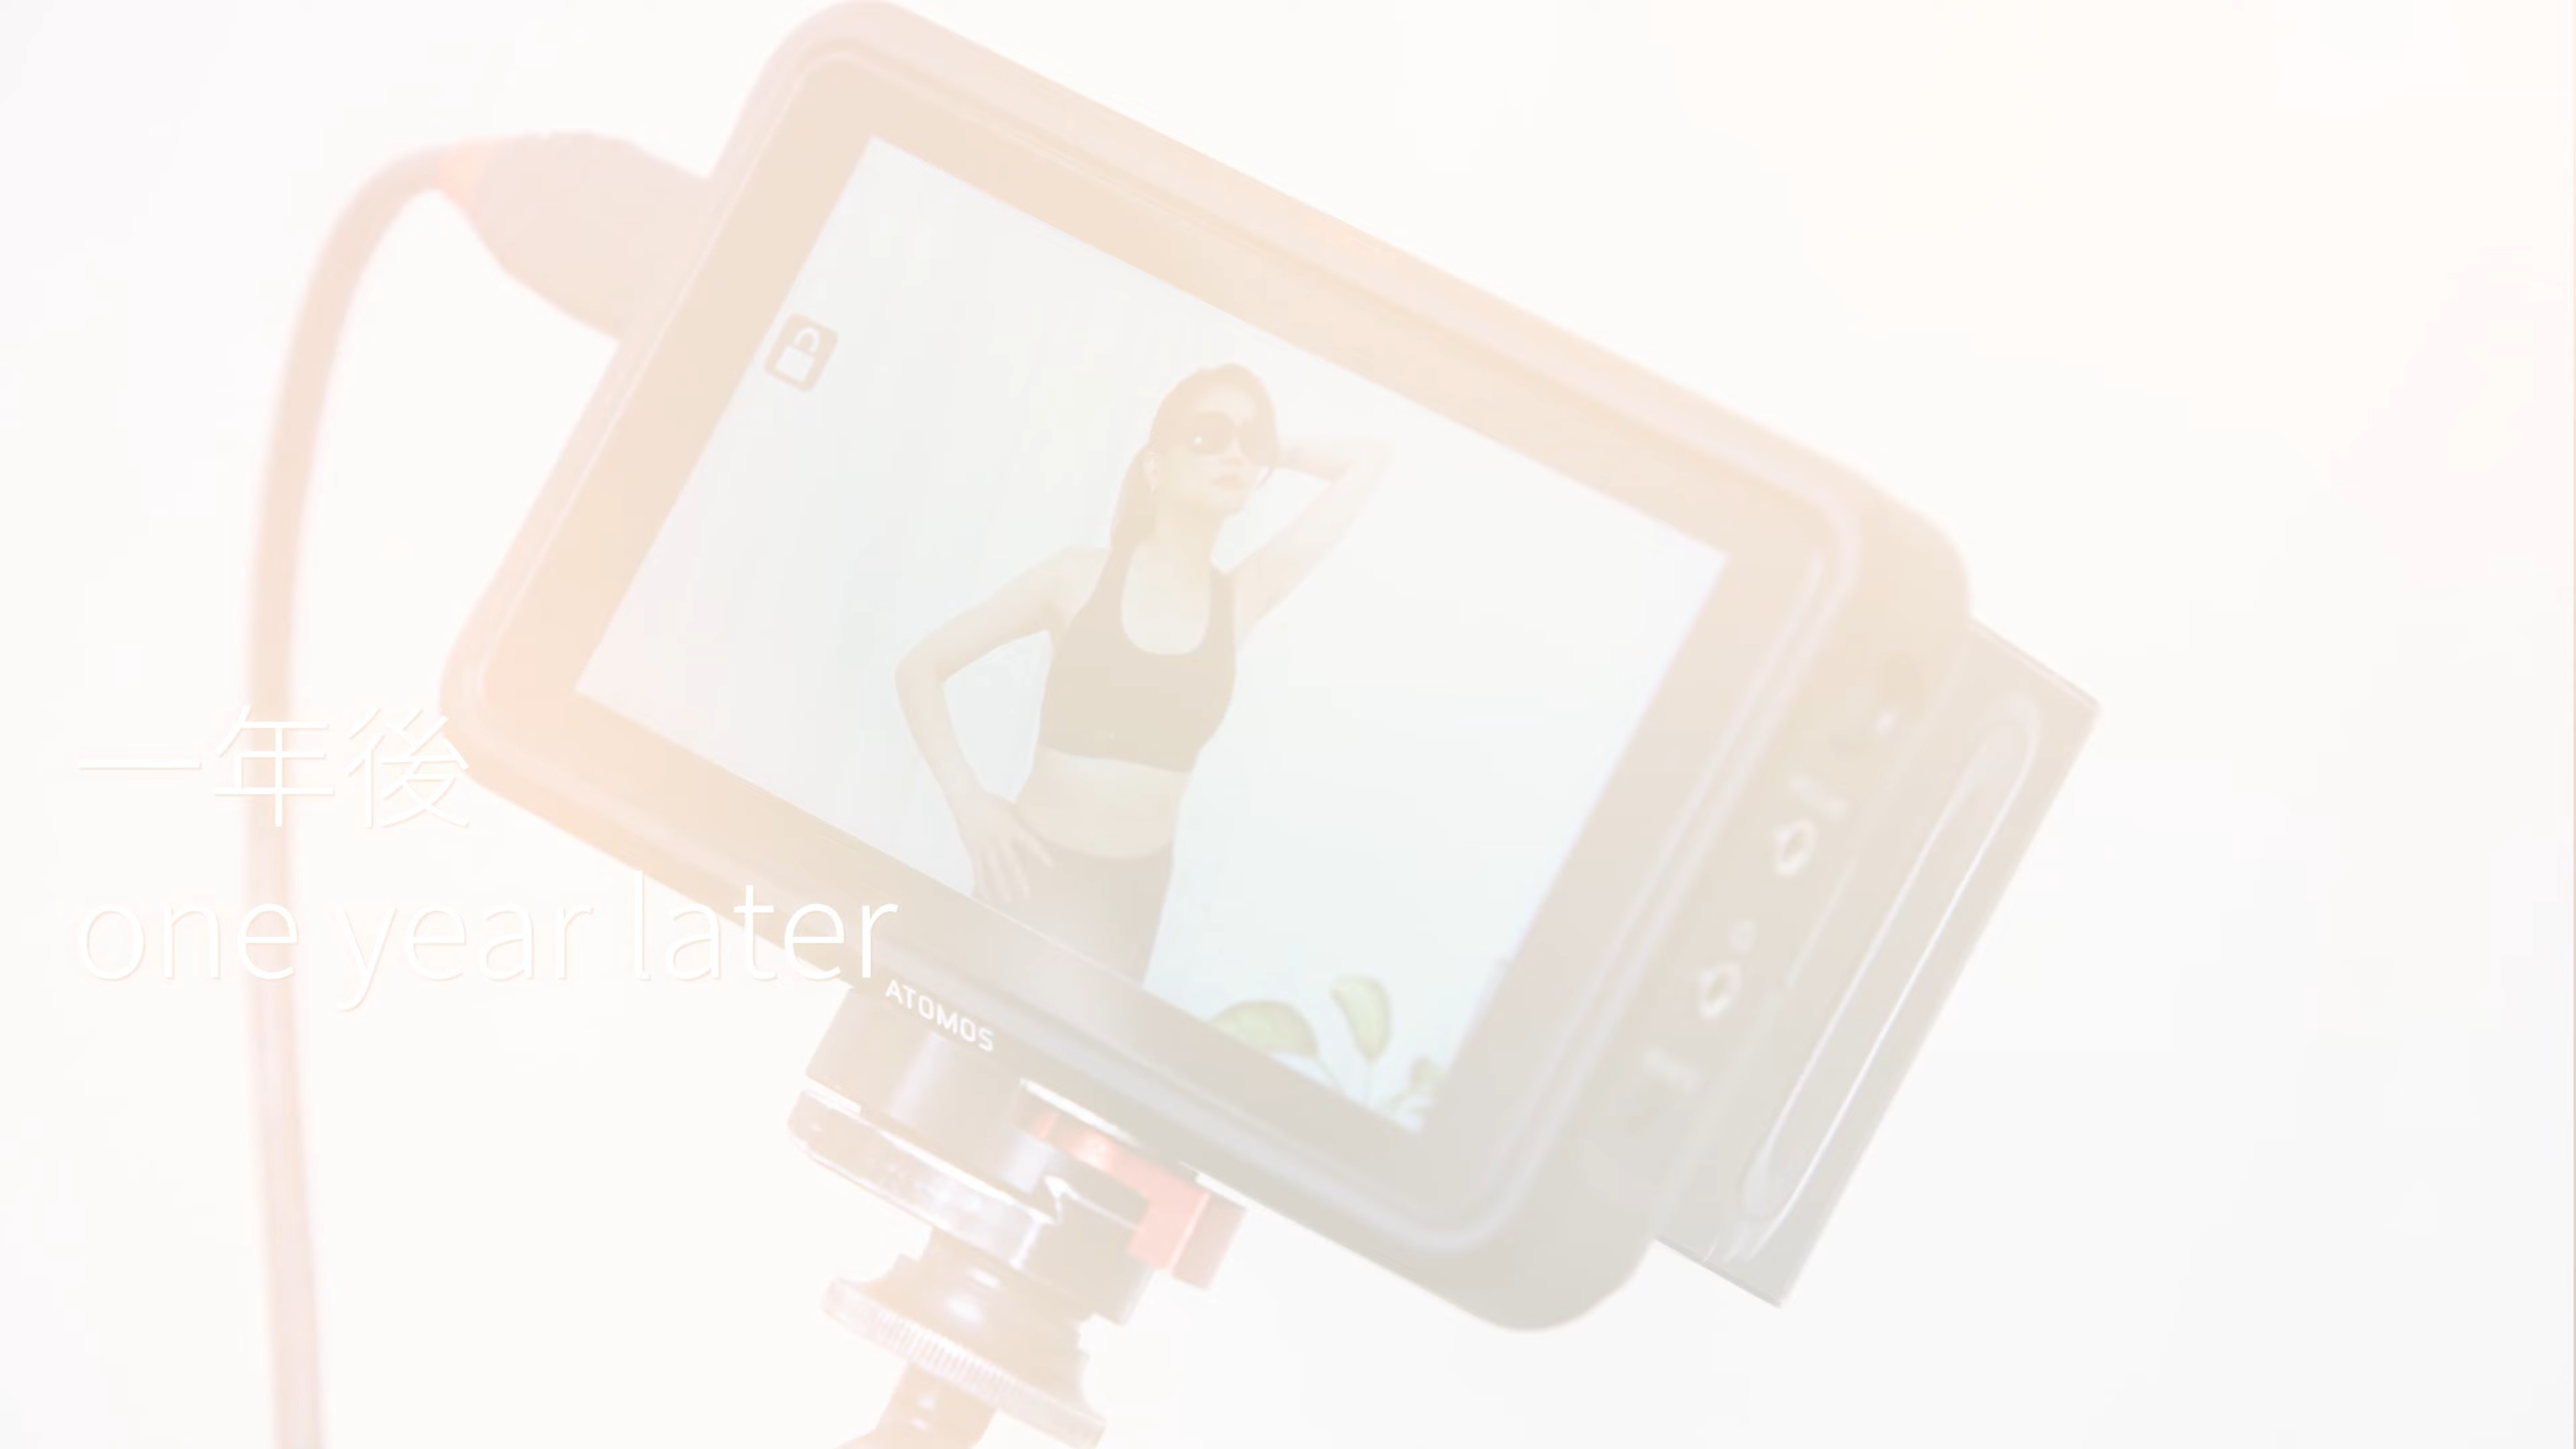 一年後
one year later
ATOMOS